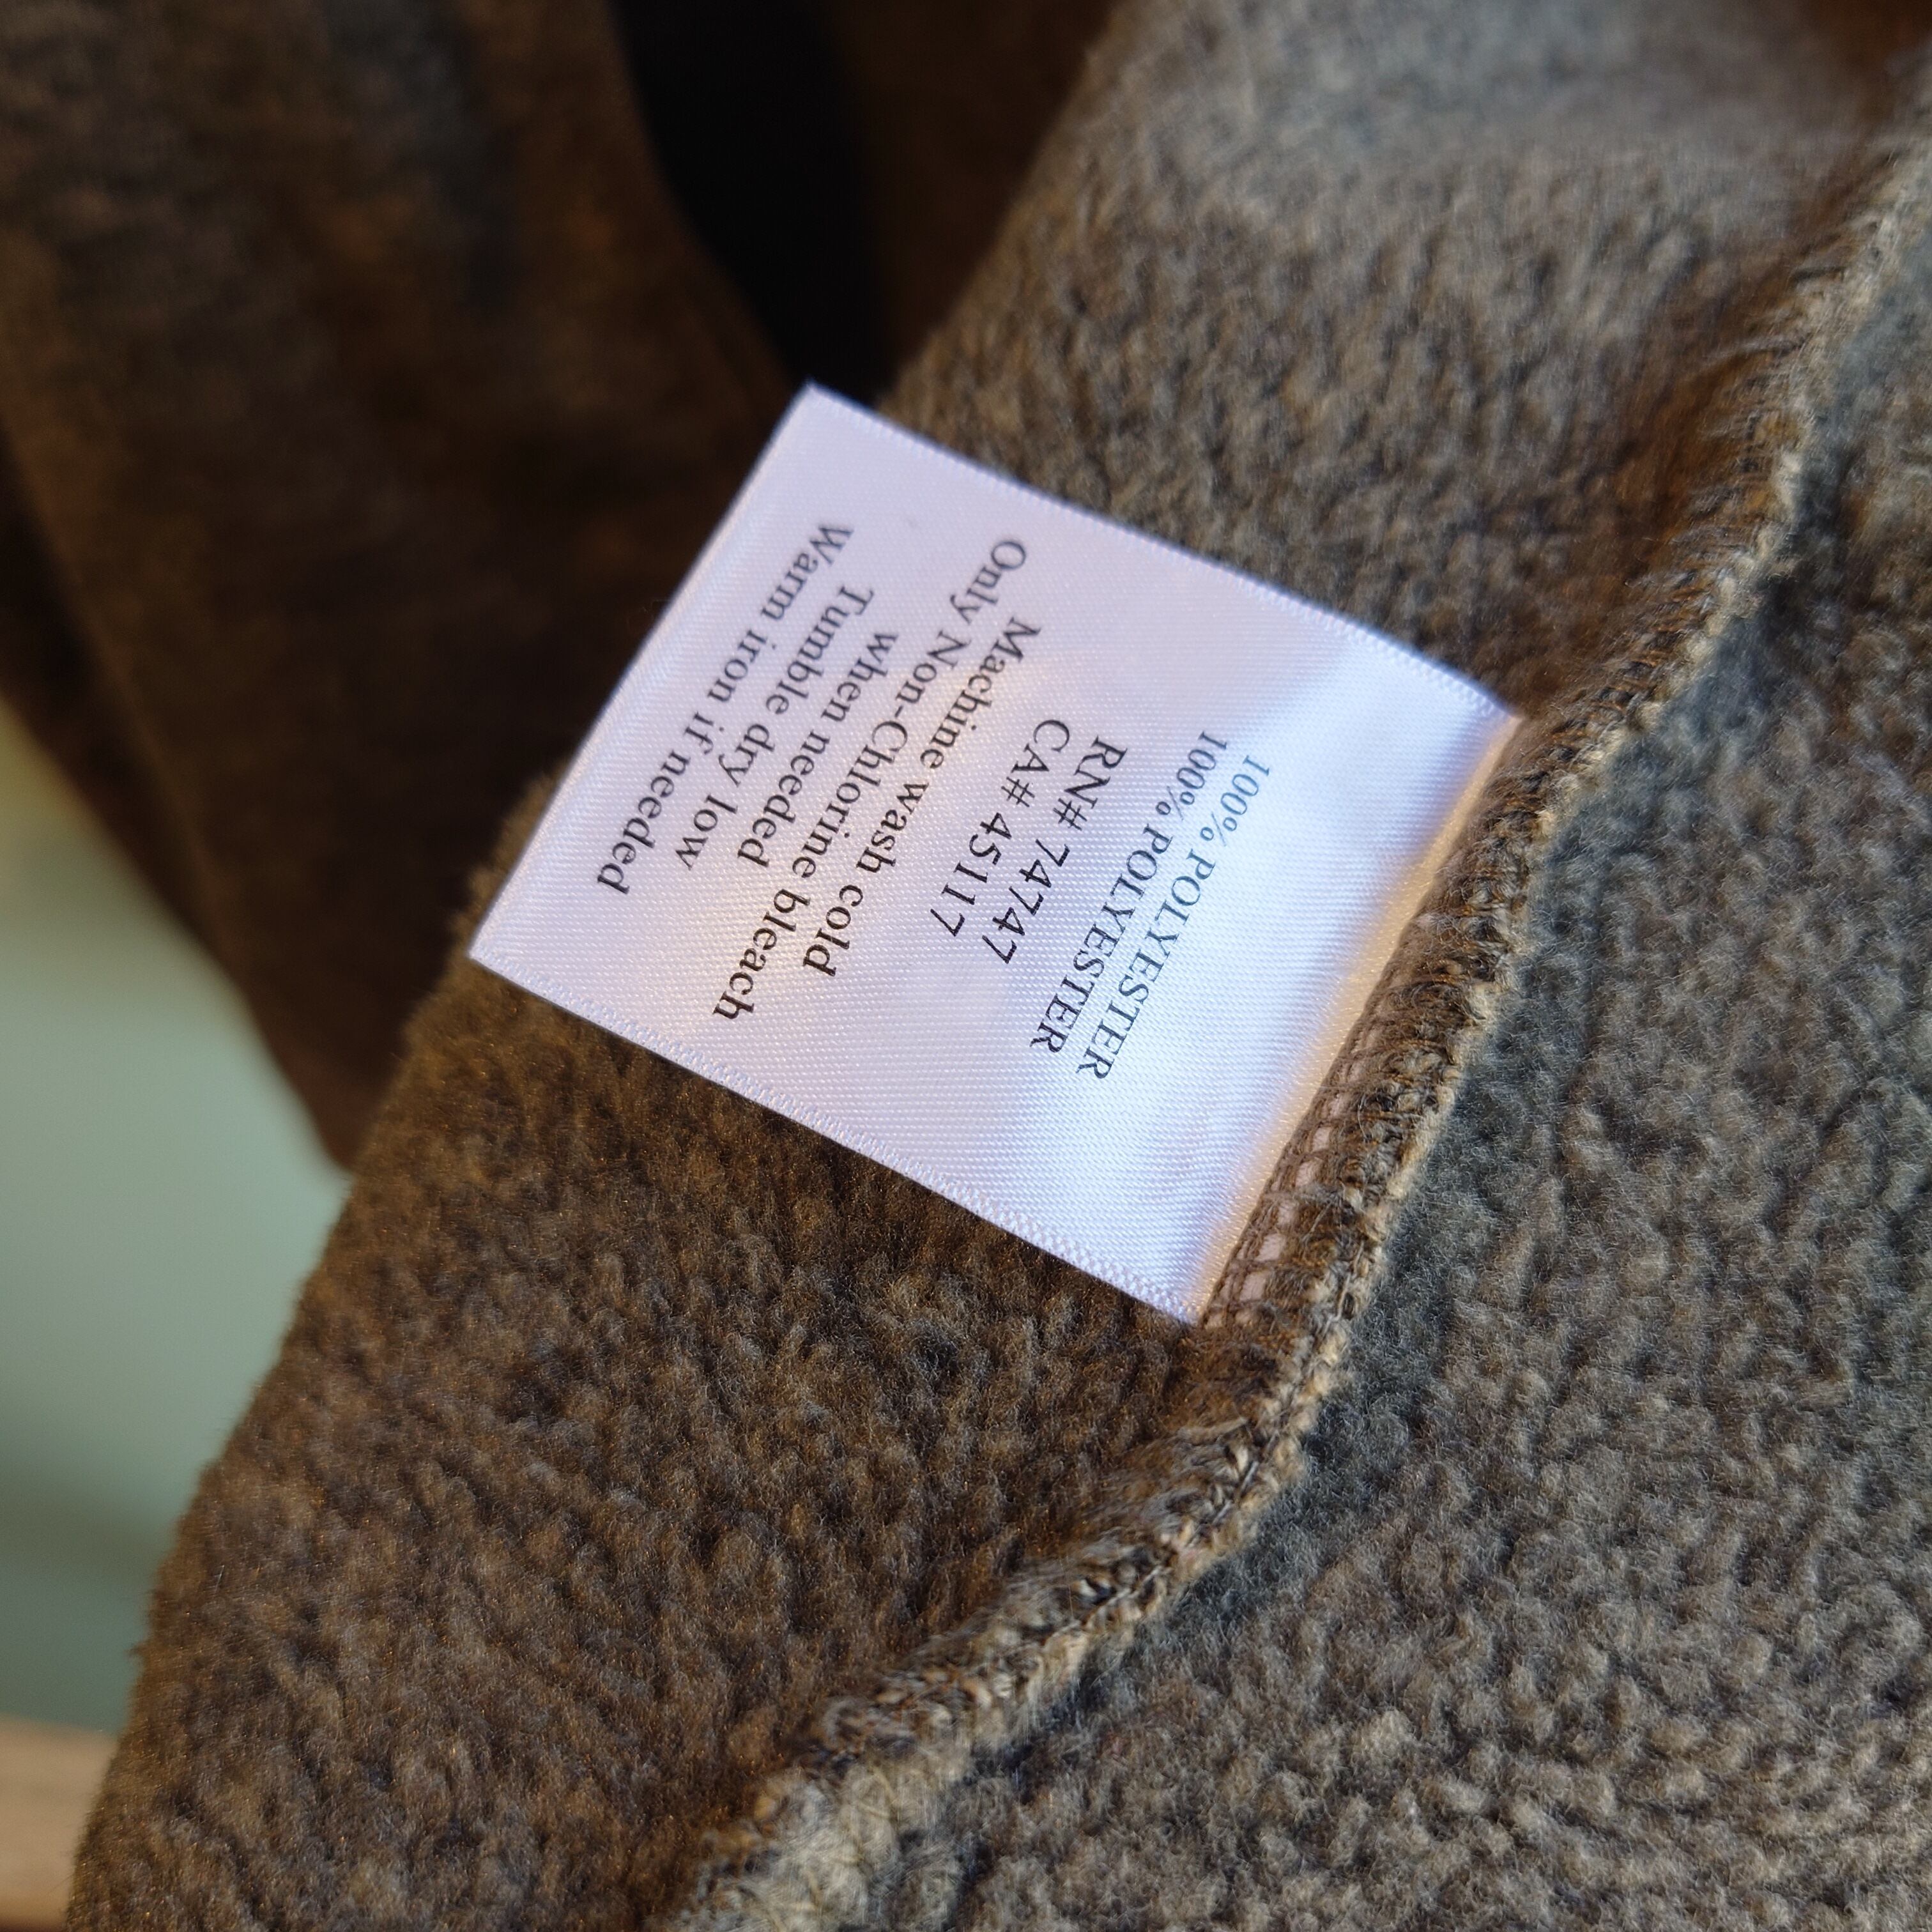 100% POLYESTER
100% POLYESTER
RN# 74747
CA# 45117
Machine wash cold
Only Non-Chlorine bleach
when needed
Tumble dry low
Warm iron if needed